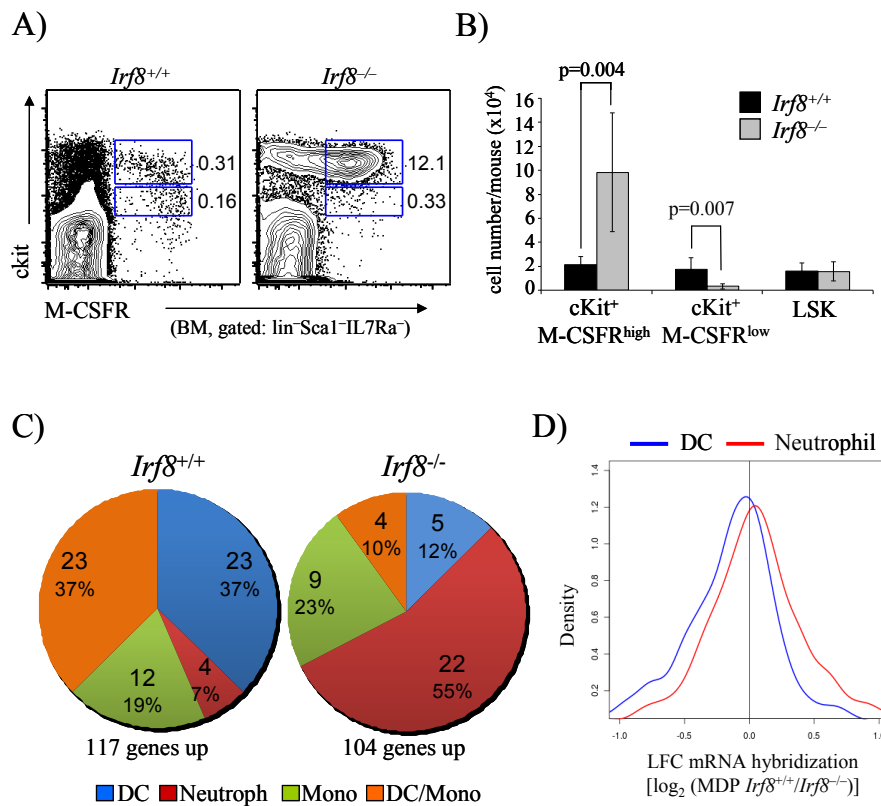 A)
Irf8+/+
Irf8–/–
ckit
0.31
0.16
12.1
0.33
M-CSFR
(BM, gated: lin–Sca1–IL7Ra–)
B)
p=0.004
Irf8+/+
Irf8–/–
cell number/mouse (x10⁴)
16
14
12
10
8
6
4
2
0
p=0.007
cKit+
M-CSFRhigh
cKit+
M-CSFRlow
LSK
C)
Irf8+/+
Irf8-/-
23
37%
23
37%
4
7%
12
19%
4
10%
5
12%
9
23%
22
55%
117 genes up
104 genes up
DC
Neutroph
Mono
DC/Mono
D)
DC
Neutrophil
Density
1.4
1.2
1.0
0.8
0.6
0.4
0.2
-1.0
-0.5
0.0
0.5
1.0
LFC mRNA hybridization
[log₂ (MDP Irf8+/+/Irf8–/–)]